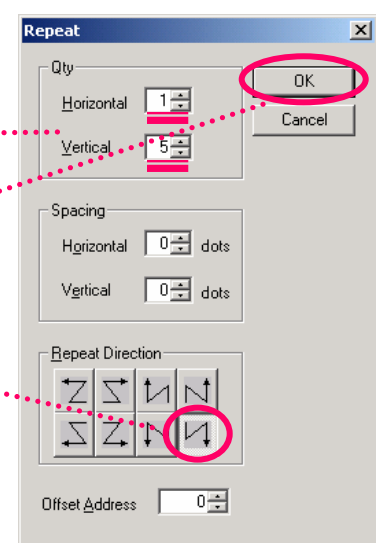 Repeat
Qty
OK
Horizontal 1
Cancel
Vertical 5
Spacing
Horizontal 0 dots
Vertical 0 dots
Repeat Direction
Offset Address 0